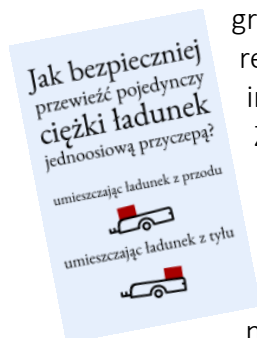 Jak bezpieczniej
przewieźć pojedynczy
ciężki ładunek
jednoosiową przyczepą?
umieszczając ładunek z przodu
umieszczając ładunek z tyłu